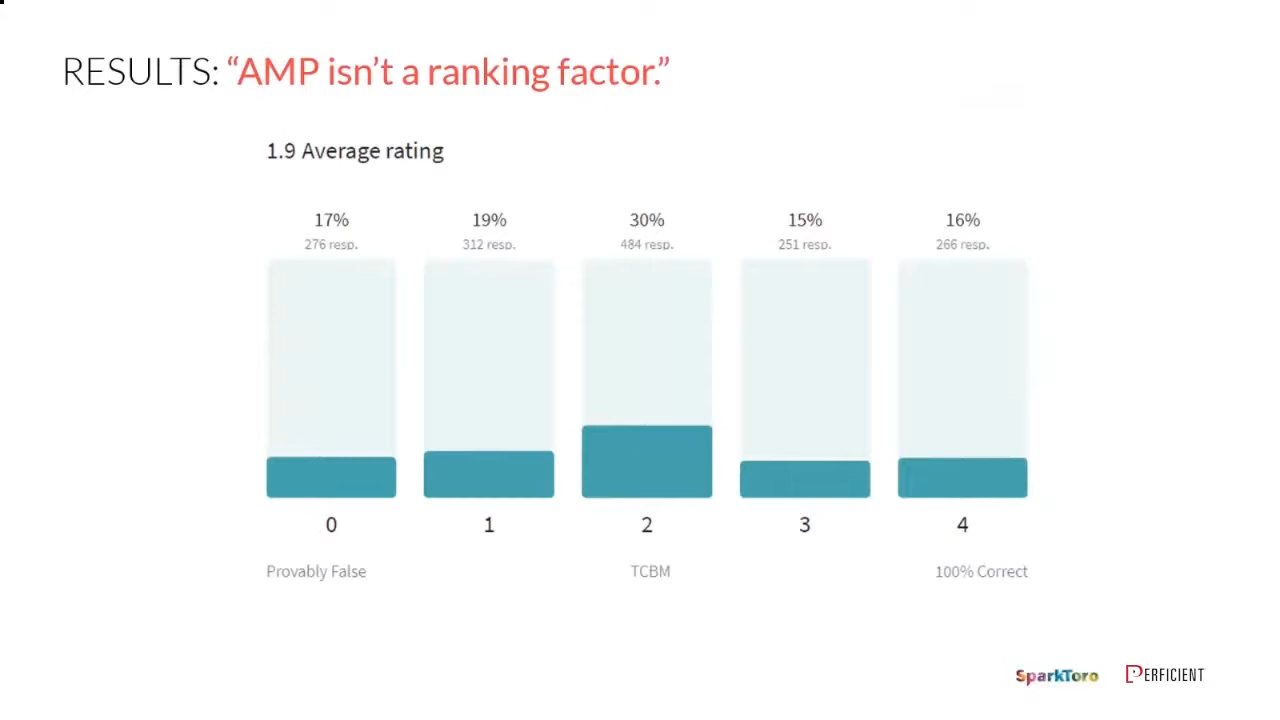 RESULTS: “AMP isn’t a ranking factor.”
1.9 Average rating
17% 19% 30% 15% 16%
276 resp. 312 resp. 484 resp. 251 resp. 266 resp.
0 1 2 3 4
Provably False TCBM 100% Correct
SparkToro PERFICIENT